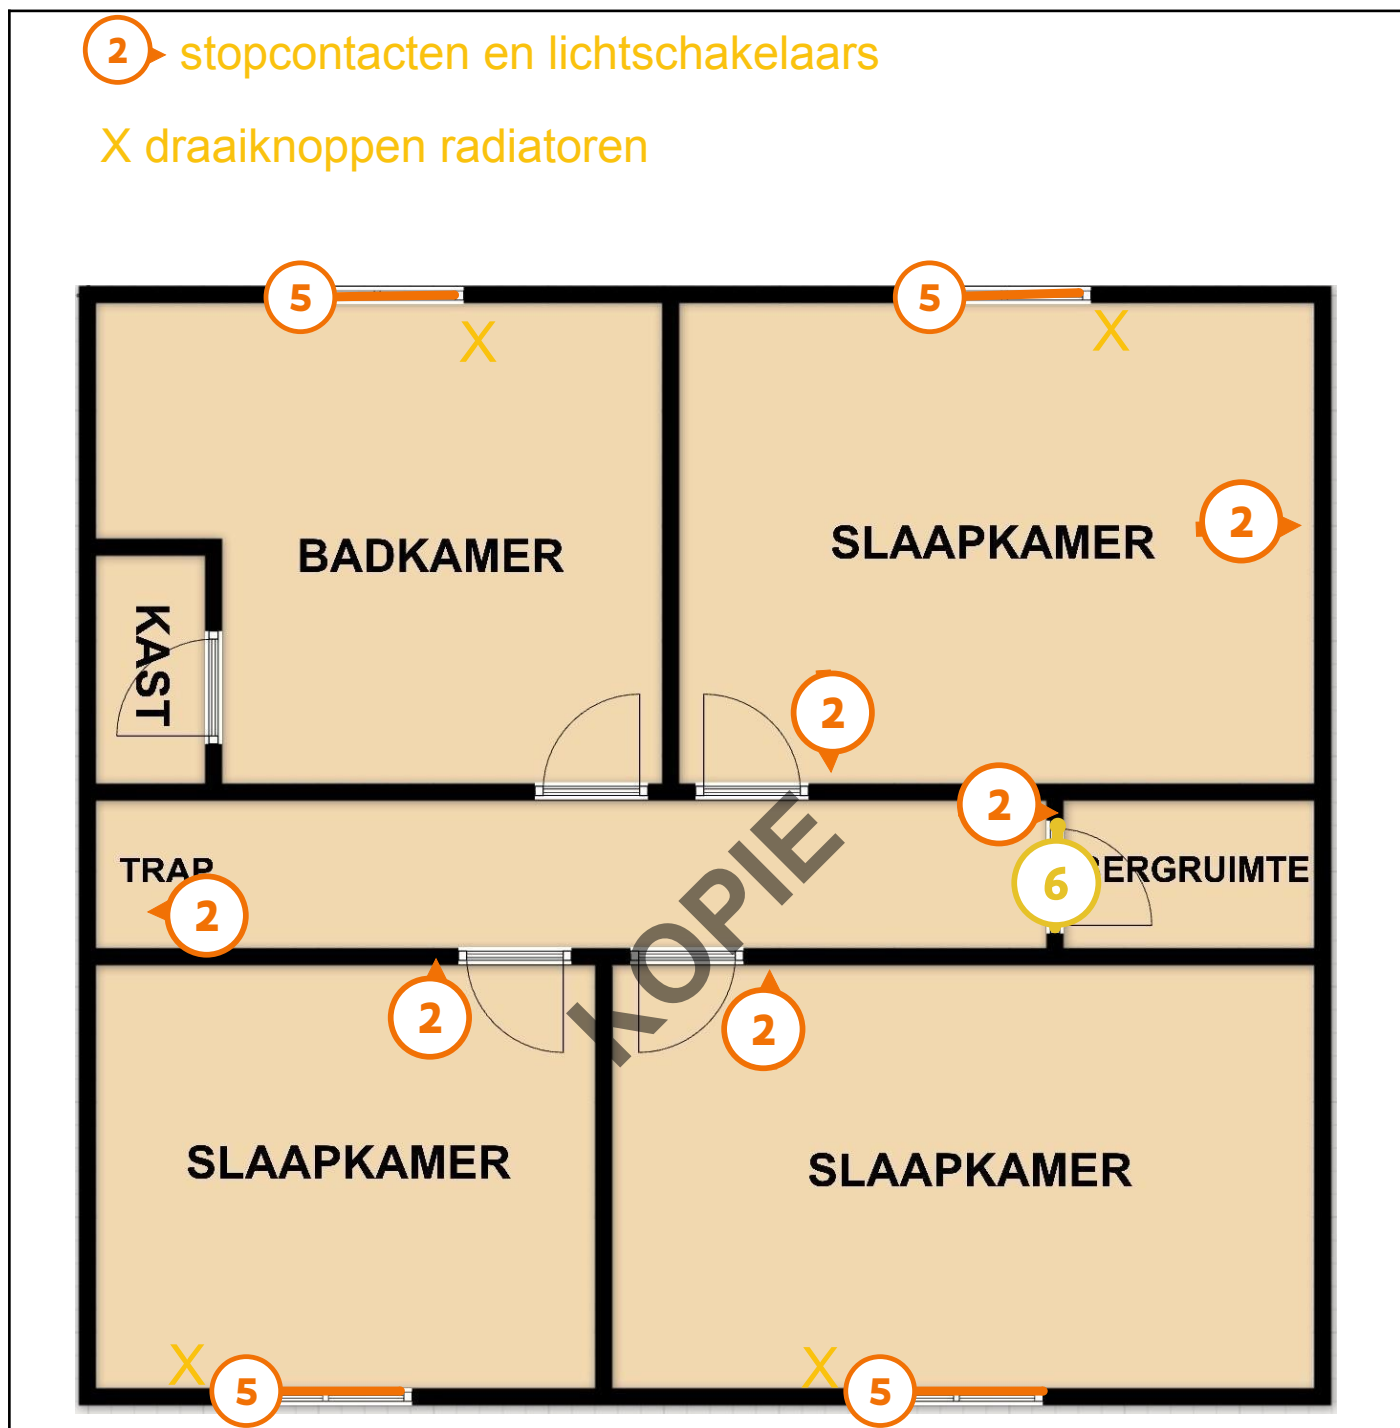 2 stopcontacten en lichtschakelaars
X draaiknoppen radiatoren
5
5
X
X
BADKAMER
SLAAPKAMER
2
KAST
2
2
TRAP
6
BERGRUIMTE
2
KOPIE
2
2
SLAAPKAMER
SLAAPKAMER
X
X
5
5